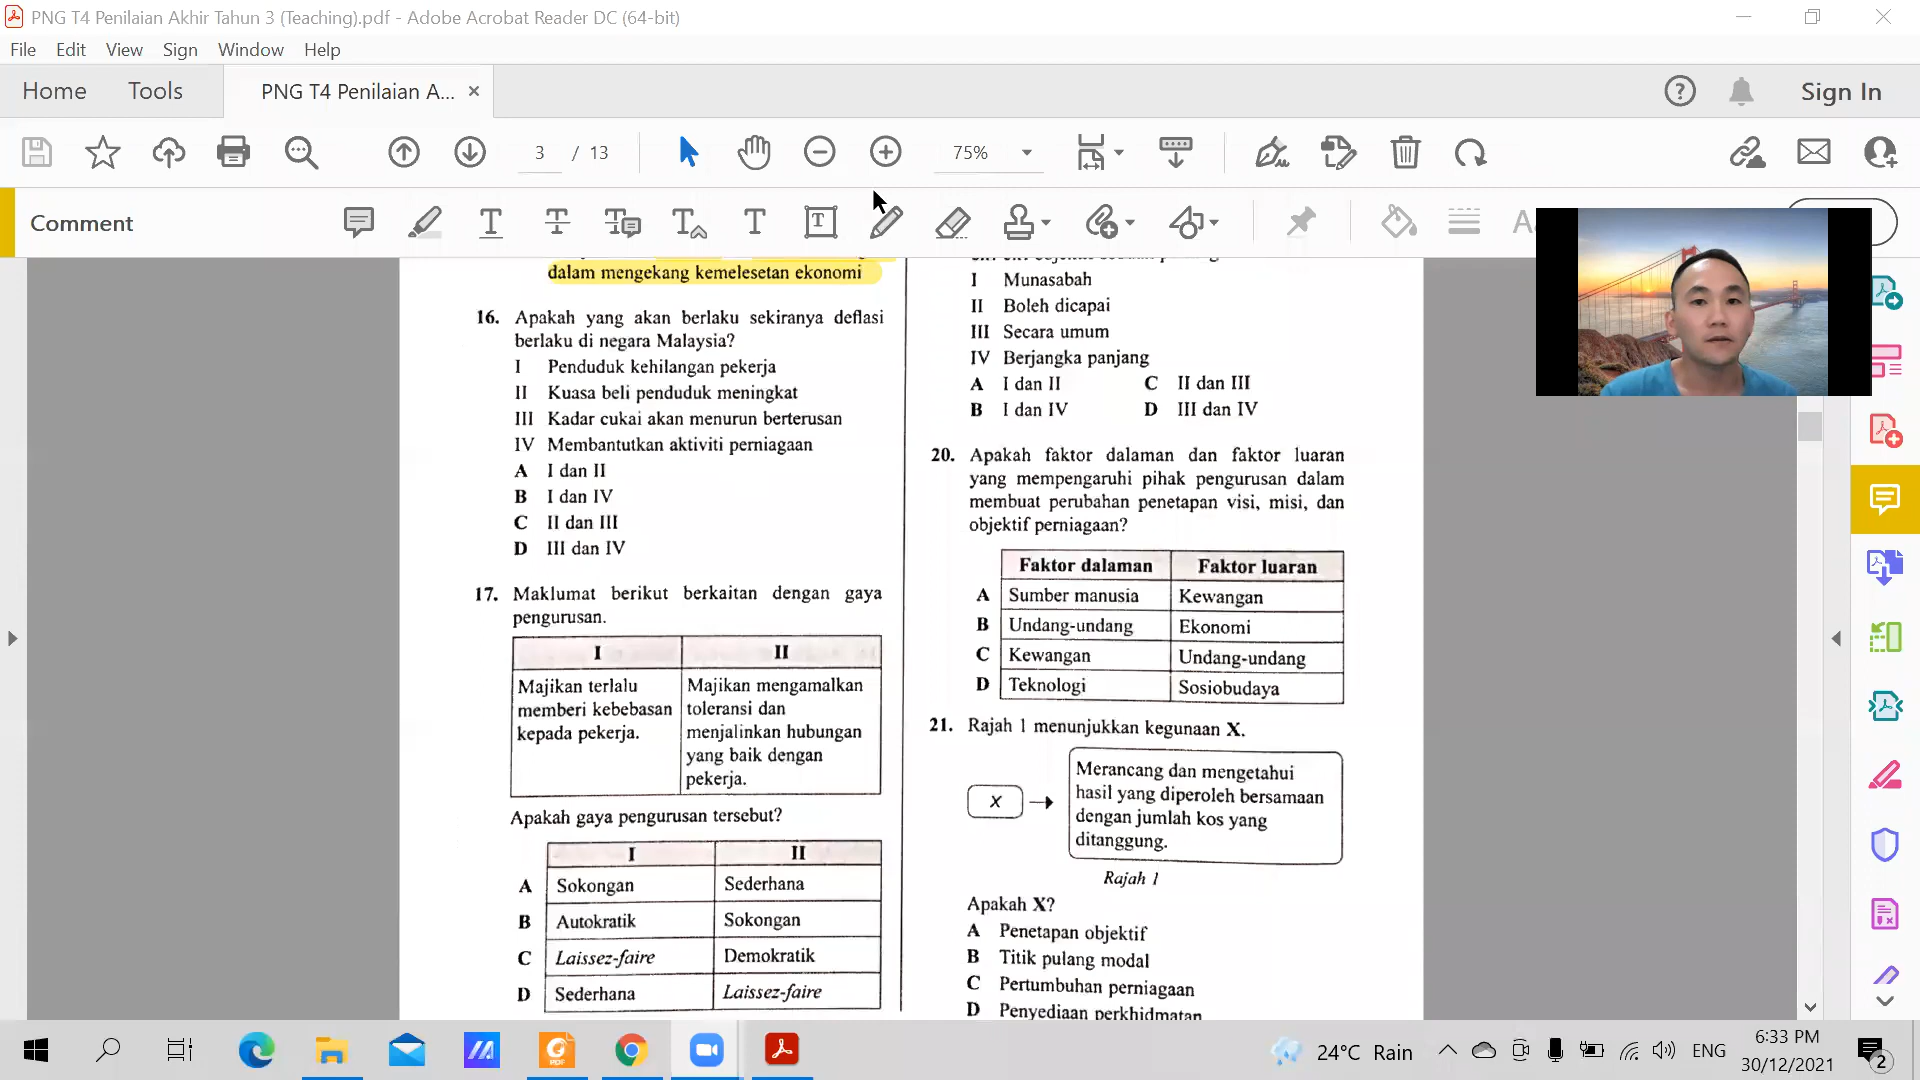 PNG T4 Penilaian Akhir Tahun 3 (Teaching).pdf - Adobe Acrobat Reader DC (64-bit)
File Edit View Sign Window Help
Home Tools PNG T4 Penilaian A... × Sign In
3 / 13 75%
Comment
dalam mengekang kemelesetan ekonomi
16. Apakah yang akan berlaku sekiranya deflasi
berlaku di negara Malaysia?
I Penduduk kehilangan pekerja
II Kuasa beli penduduk meningkat
III Kadar cukai akan menurun berterusan
IV Membantutkan aktiviti perniagaan
A I dan II
B I dan IV
C II dan III
D III dan IV
17. Maklumat berikut berkaitan dengan gaya
pengurusan.
I II
Majikan terlalu
memberi kebebasan
kepada pekerja.
Majikan mengamalkan
toleransi dan
menjalinkan hubungan
yang baik dengan
pekerja.
Apakah gaya pengurusan tersebut?
I II
A Sokongan Sederhana
B Autokratik Sokongan
C Laissez-faire Demokratik
D Sederhana Laissez-faire
I Munasabah
II Boleh dicapai
III Secara umum
IV Berjangka panjang
A I dan II C II dan III
B I dan IV D III dan IV
20. Apakah faktor dalaman dan faktor luaran
yang mempengaruhi pihak pengurusan dalam
membuat perubahan penetapan visi, misi, dan
objektif perniagaan?
Faktor dalaman Faktor luaran
A Sumber manusia Kewangan
B Undang-undang Ekonomi
C Kewangan Undang-undang
D Teknologi Sosiobudaya
21. Rajah 1 menunjukkan kegunaan X.
X
Merancang dan mengetahui
hasil yang diperoleh bersamaan
dengan jumlah kos yang
ditanggung.
Rajah 1
Apakah X?
A Penetapan objektif
B Titik pulang modal
C Pertumbuhan perniagaan
D Penyediaan perkhidmatan
24°C Rain ENG 6:33 PM
30/12/2021 2